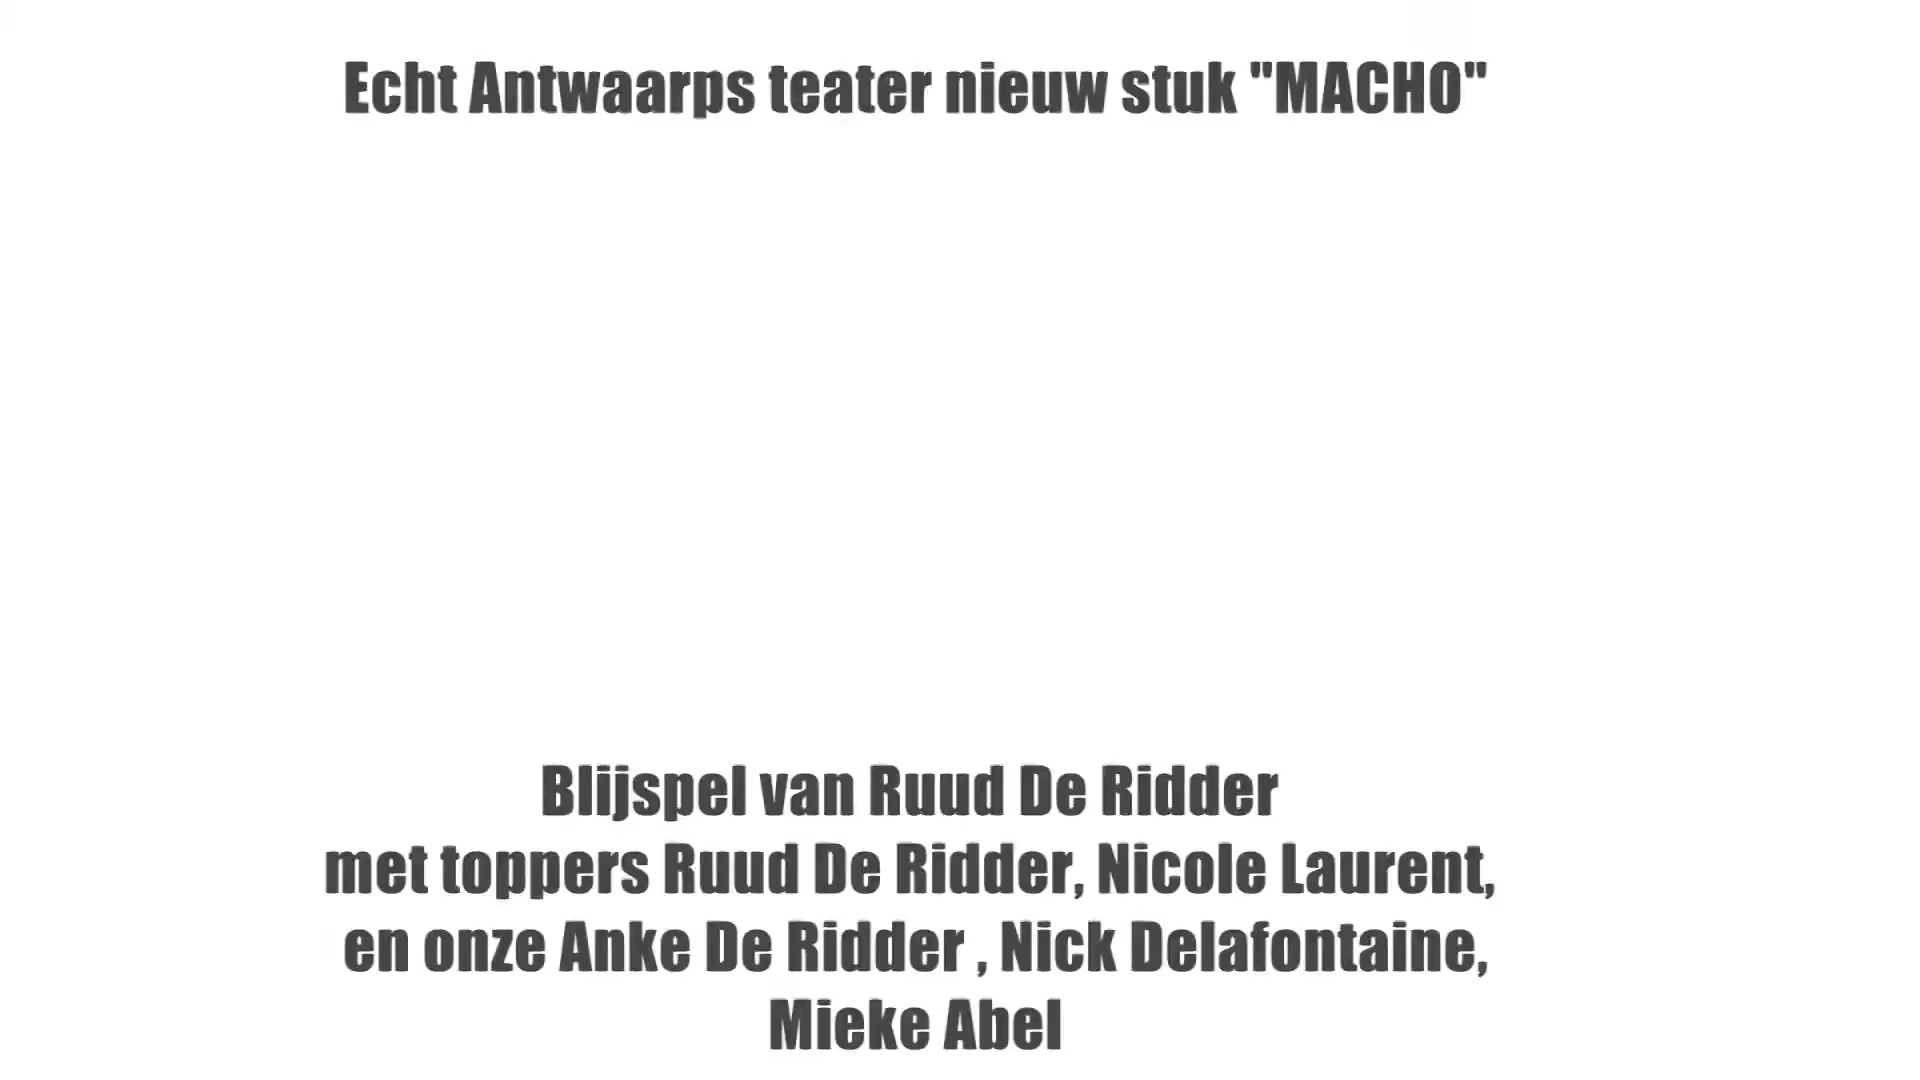 Echt Antwaarps teater nieuw stuk "MACHO"
Blijspel van Ruud De Ridder
met toppers Ruud De Ridder, Nicole Laurent,
en onze Anke De Ridder , Nick Delafontaine,
Mieke Abel